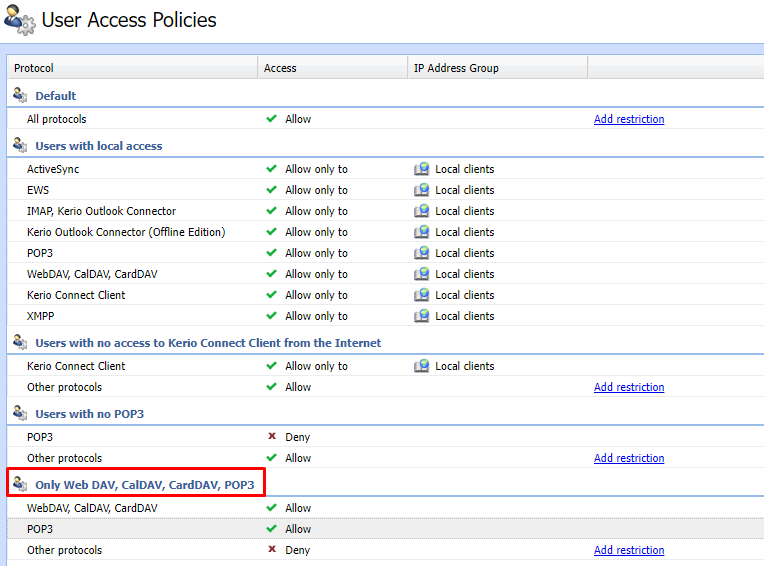 User Access Policies
Protocol Access IP Address Group
Default
All protocols Allow Add restriction
Users with local access
ActiveSync Allow only to Local clients
EWS Allow only to Local clients
IMAP, Kerio Outlook Connector Allow only to Local clients
Kerio Outlook Connector (Offline Edition) Allow only to Local clients
POP3 Allow only to Local clients
WebDAV, CalDAV, CardDAV Allow only to Local clients
Kerio Connect Client Allow only to Local clients
XMPP Allow only to Local clients
Users with no access to Kerio Connect Client from the Internet
Kerio Connect Client Allow only to Local clients
Other protocols Allow Add restriction
Users with no POP3
POP3 Deny
Other protocols Allow Add restriction
Only Web DAV, CalDAV, CardDAV, POP3
WebDAV, CalDAV, CardDAV Allow
POP3 Allow
Other protocols Deny Add restriction